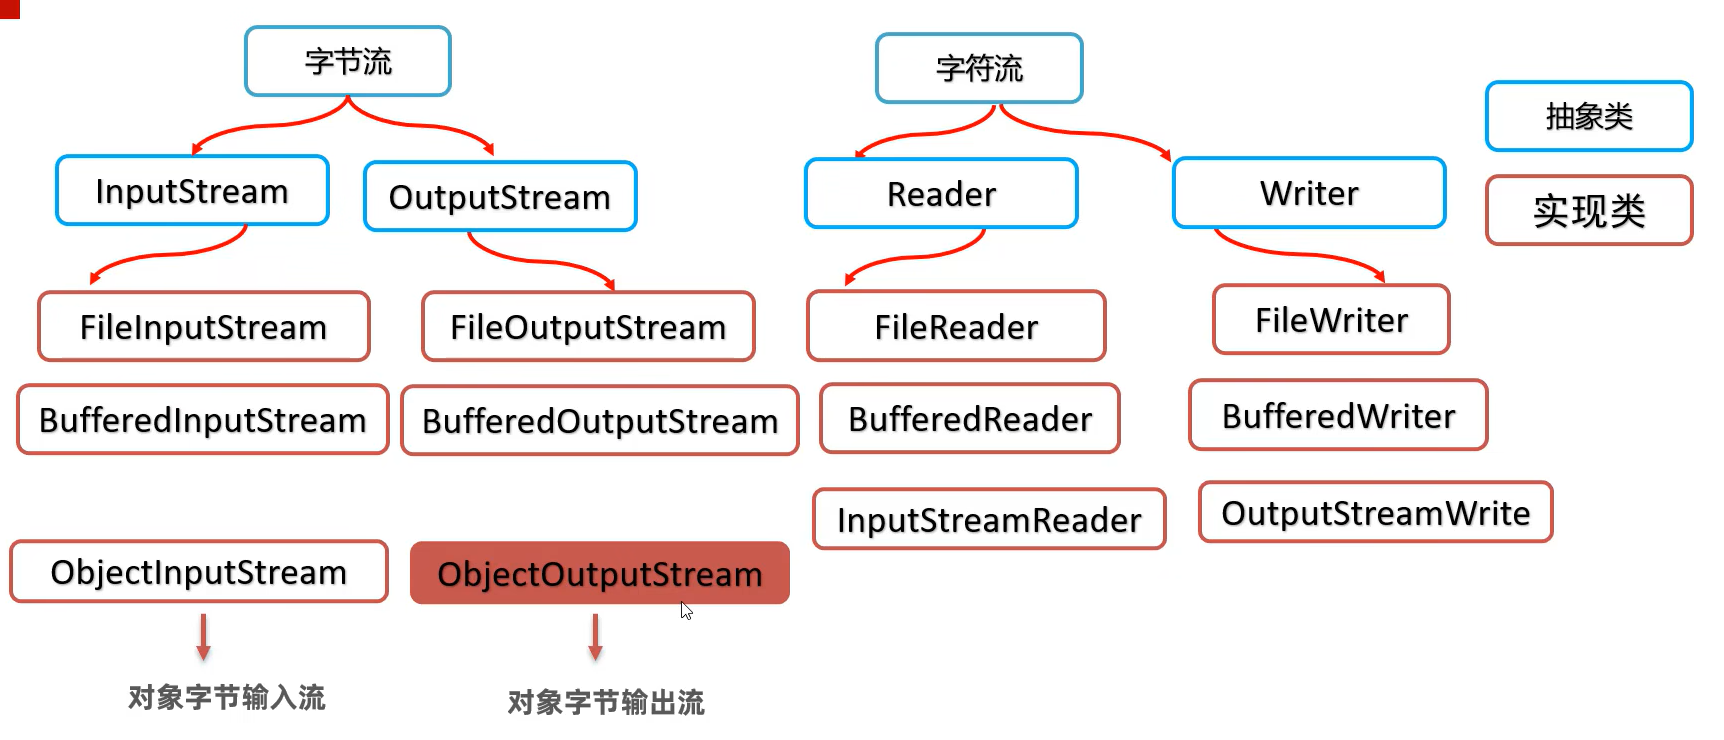 字节流
字符流
抽象类
InputStream
OutputStream
Reader
Writer
实现类
FileInputStream
FileOutputStream
FileReader
FileWriter
BufferedInputStream
BufferedOutputStream
BufferedReader
BufferedWriter
InputStreamReader
OutputStreamWrite
ObjectInputStream
ObjectOutputStream
对象字节输入流
对象字节输出流